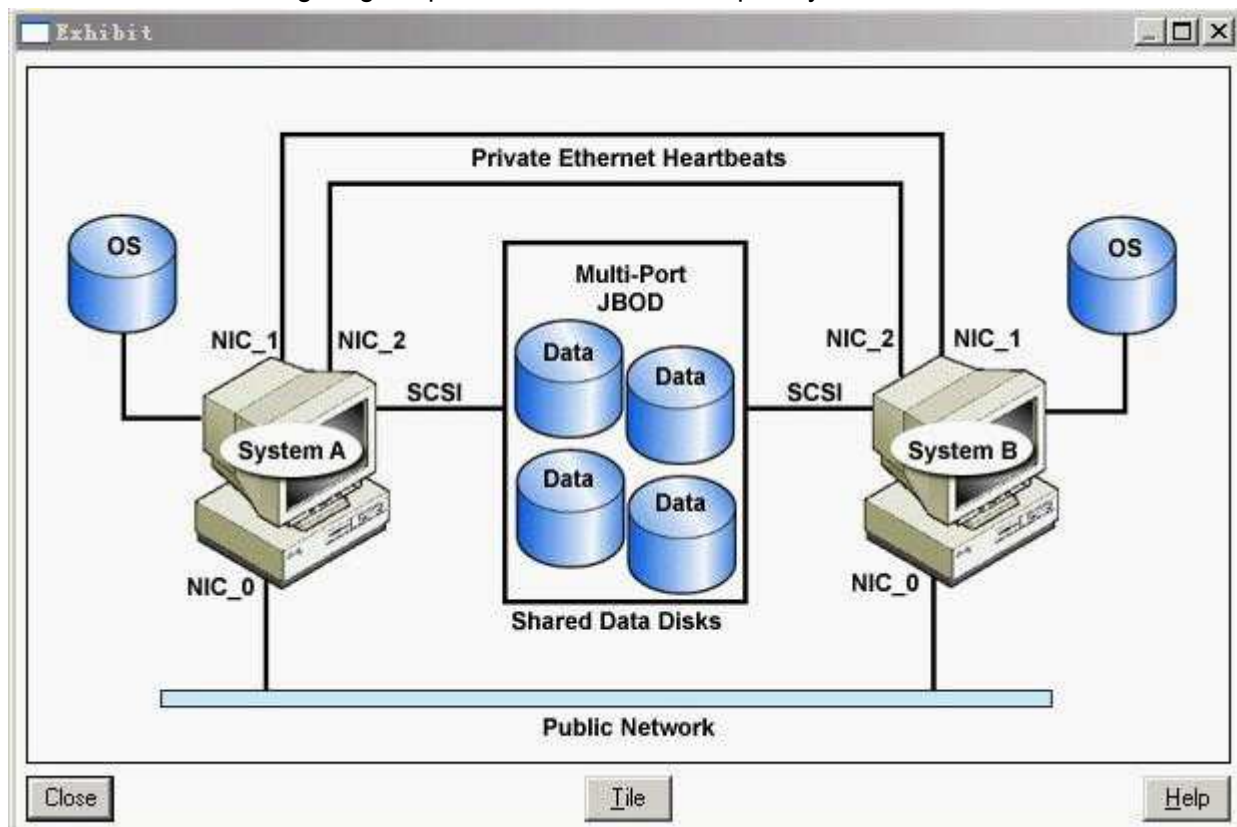 Exhibit
Private Ethernet Heartbeats
OS
OS
Multi-Port
JBOD
NIC_1
NIC_2
NIC_2
NIC_1
Data
Data
SCSI
SCSI
System A
System B
Data
Data
NIC_0
NIC_0
Shared Data Disks
Public Network
Close
Tile
Help